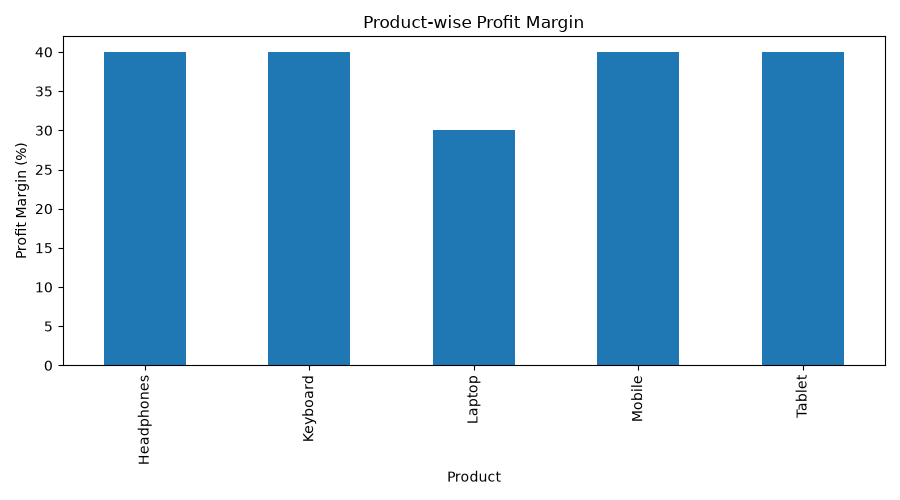 Product-wise Profit Margin
Profit Margin (%)
40
35
30
25
20
15
10
5
0
Headphones
Keyboard
Laptop
Mobile
Tablet
Product